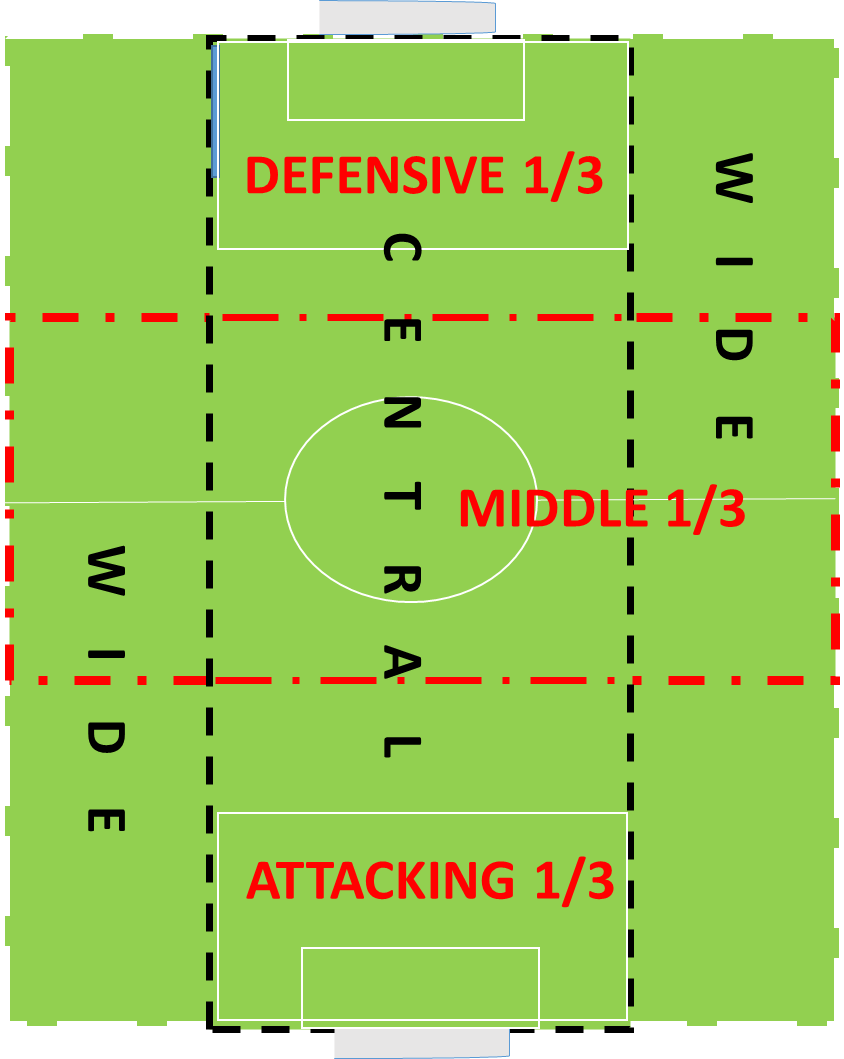 DEFENSIVE 1/3
WIDE
CENTRAL
MIDDLE 1/3
WIDE
ATTACKING 1/3